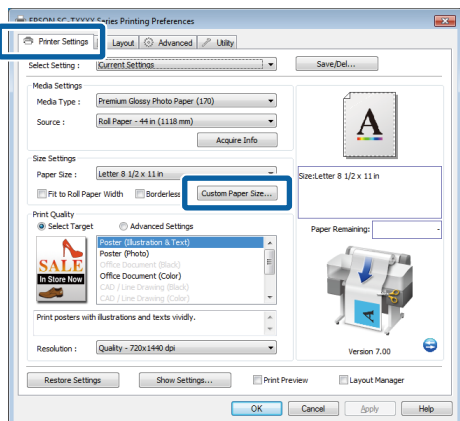 EPSON SC-TXXXX Series Printing Preferences
Printer Settings Layout Advanced Utility
Select Setting : Current Settings Save/Del...
Media Settings
Media Type : Premium Glossy Photo Paper (170)
Source : Roll Paper - 44 in (1118 mm)
Acquire Info
A
Size Settings
Paper Size : Letter 8 1/2 x 11 in
Fit to Roll Paper Width Borderless Custom Paper Size...
Size:Letter 8 1/2 x 11 in
Print Quality
Select Target Advanced Settings
Paper Remaining: -
SALE
In Store Now
Poster (Illustration & Text)
Poster (Photo)
Office Document (Black)
Office Document (Color)
CAD / Line Drawing (Black)
CAD / Line Drawing (Color)
Print posters with illustrations and texts vividly.
A
Resolution : Quality - 720x1440 dpi
Version 7.00
Restore Settings Show Settings... Print Preview Layout Manager
OK Cancel Apply Help